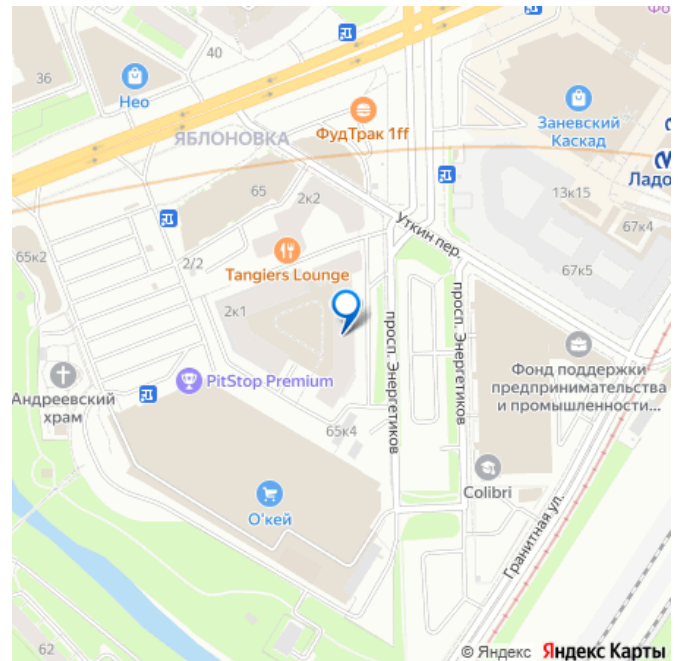 36
40
Нео
ЯБЛОНОВКА
ФудТрак 1ff
Заневский
Каскад
Ладо
65
2к2
13к15
67к4
Уткин пер.
65к2
2/2
Tangiers Lounge
67к5
2к1
просп. Энергетиков
просп. Энергетиков
Фонд поддержки
предпринимательства
и промышленности...
Андреевский
храм
PitStop Premium
65к4
Colibri
О'кей
Гранитная ул.
62
© Яндекс Яндекс Карты